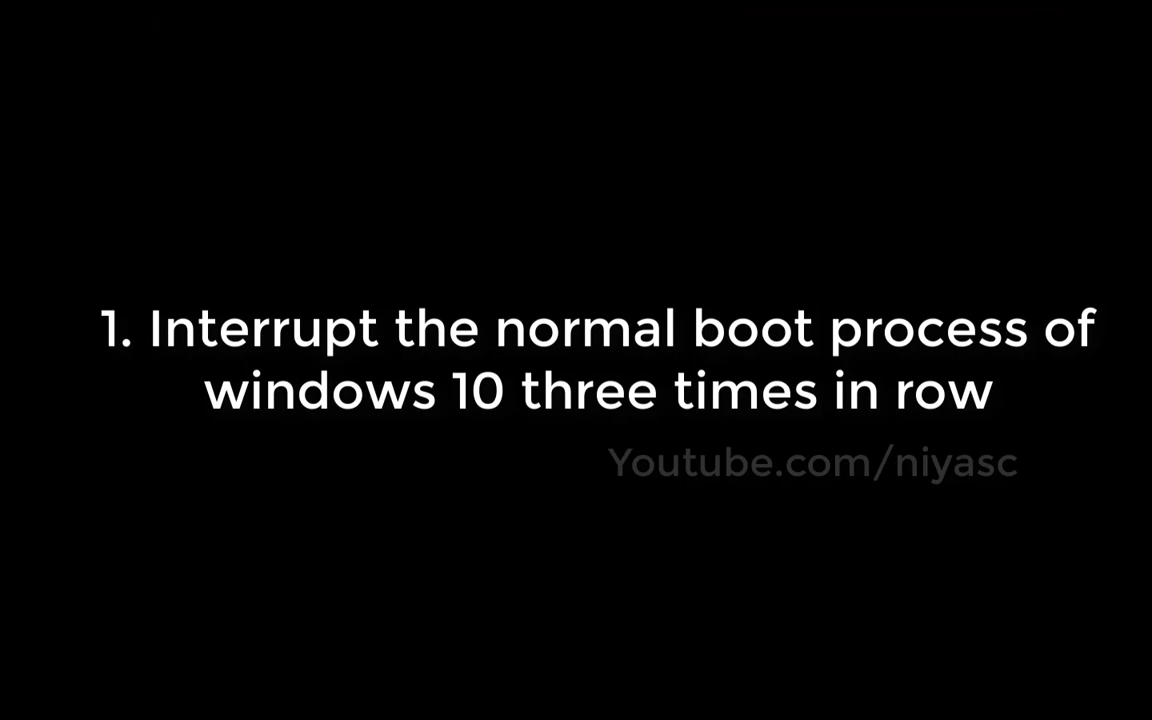 1. Interrupt the normal boot process of
windows 10 three times in row
Youtube.com/niyasc